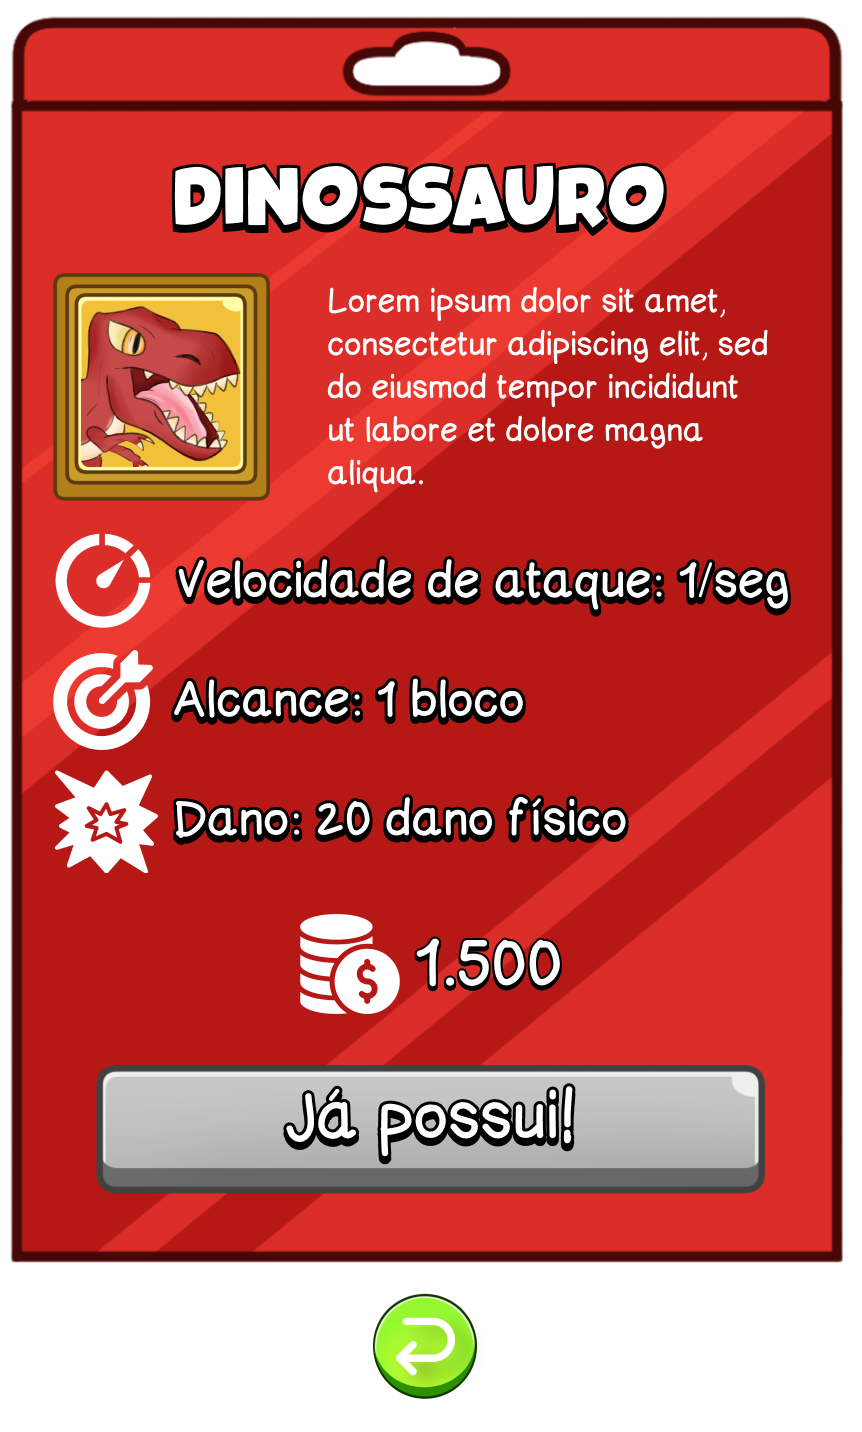 DINOSSAURO
Lorem ipsum dolor sit amet,
consectetur adipiscing elit, sed
do eiusmod tempor incididunt
ut labore et dolore magna
aliqua.
Velocidade de ataque: 1/seg
Alcance: 1 bloco
Dano: 20 dano físico
$ 1.500
Já possui!